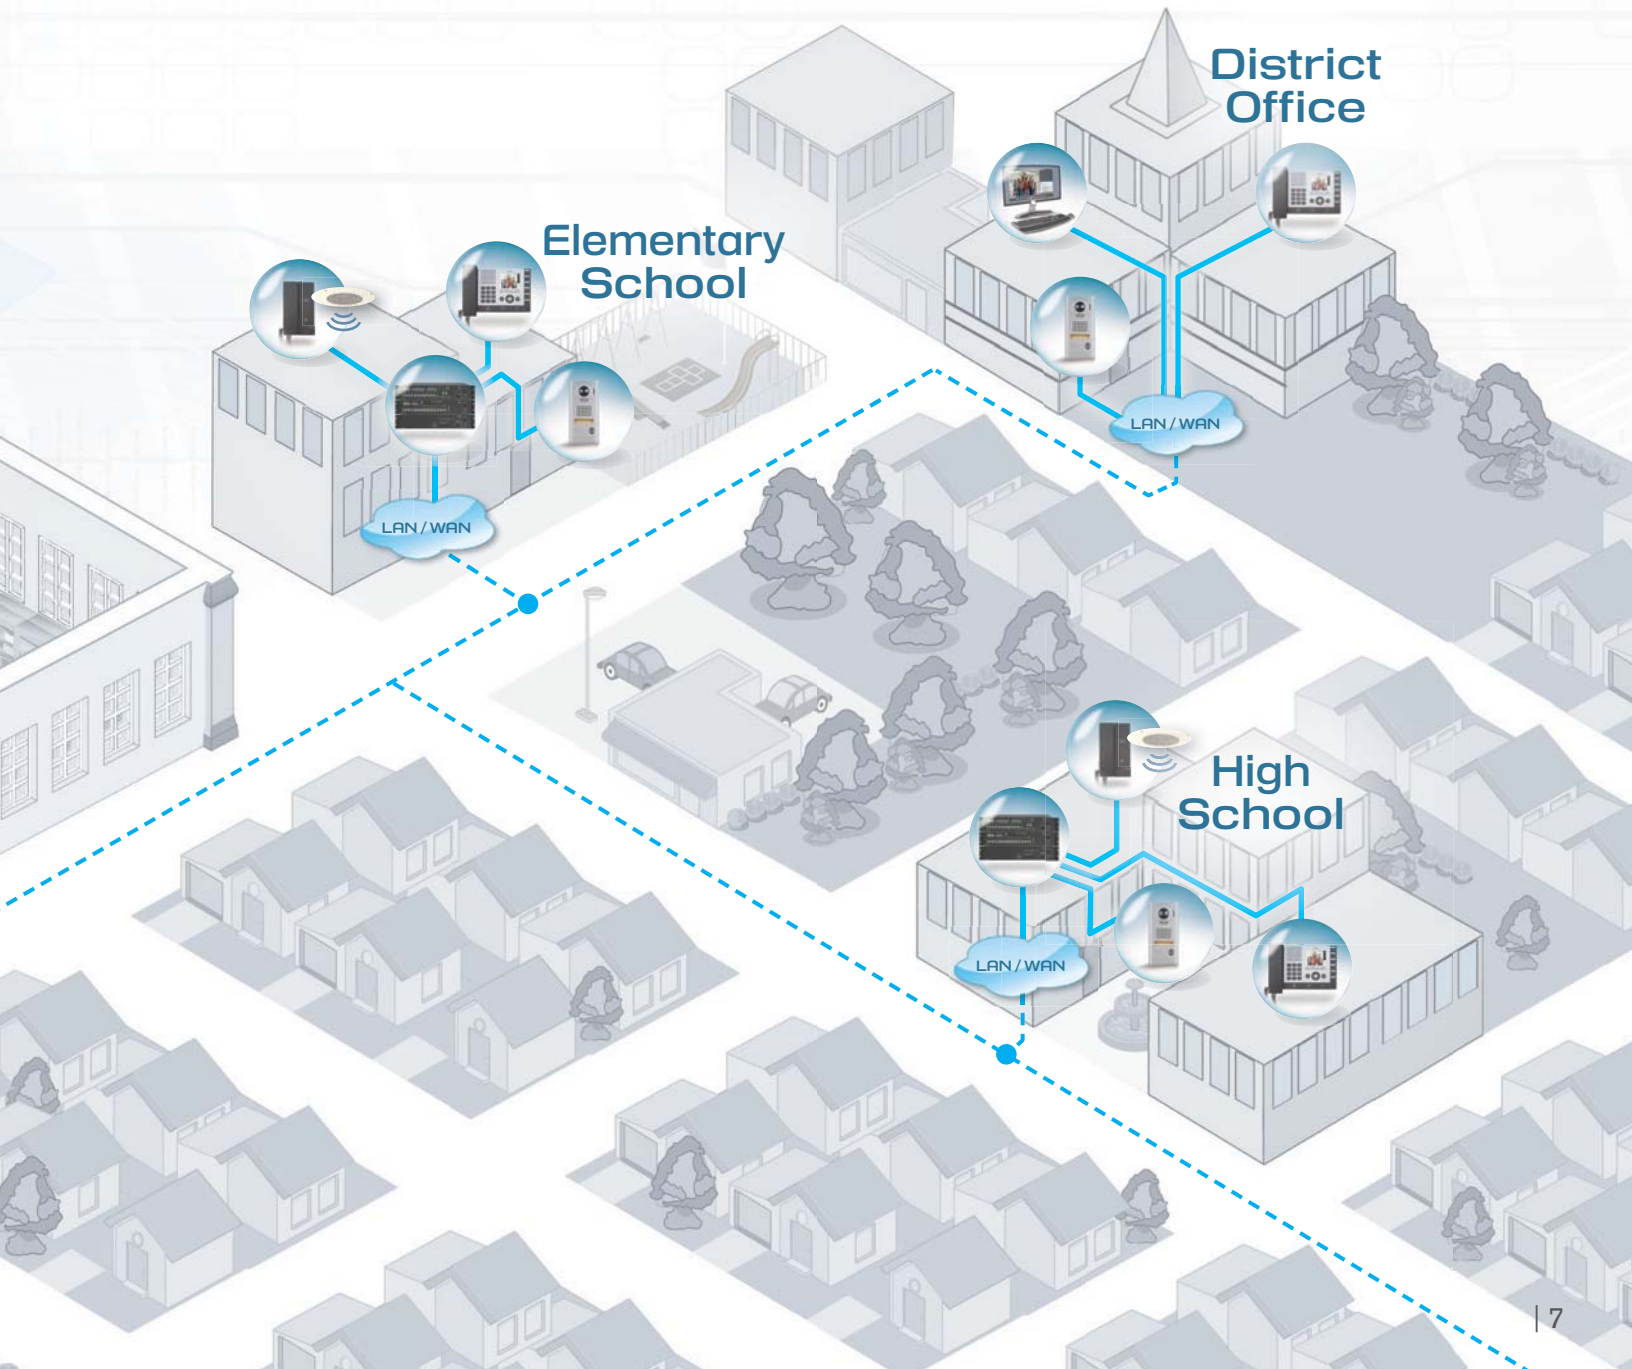 District
Office
Elementary
School
LAN / WAN
LAN / WAN
High
School
LAN / WAN
| 7